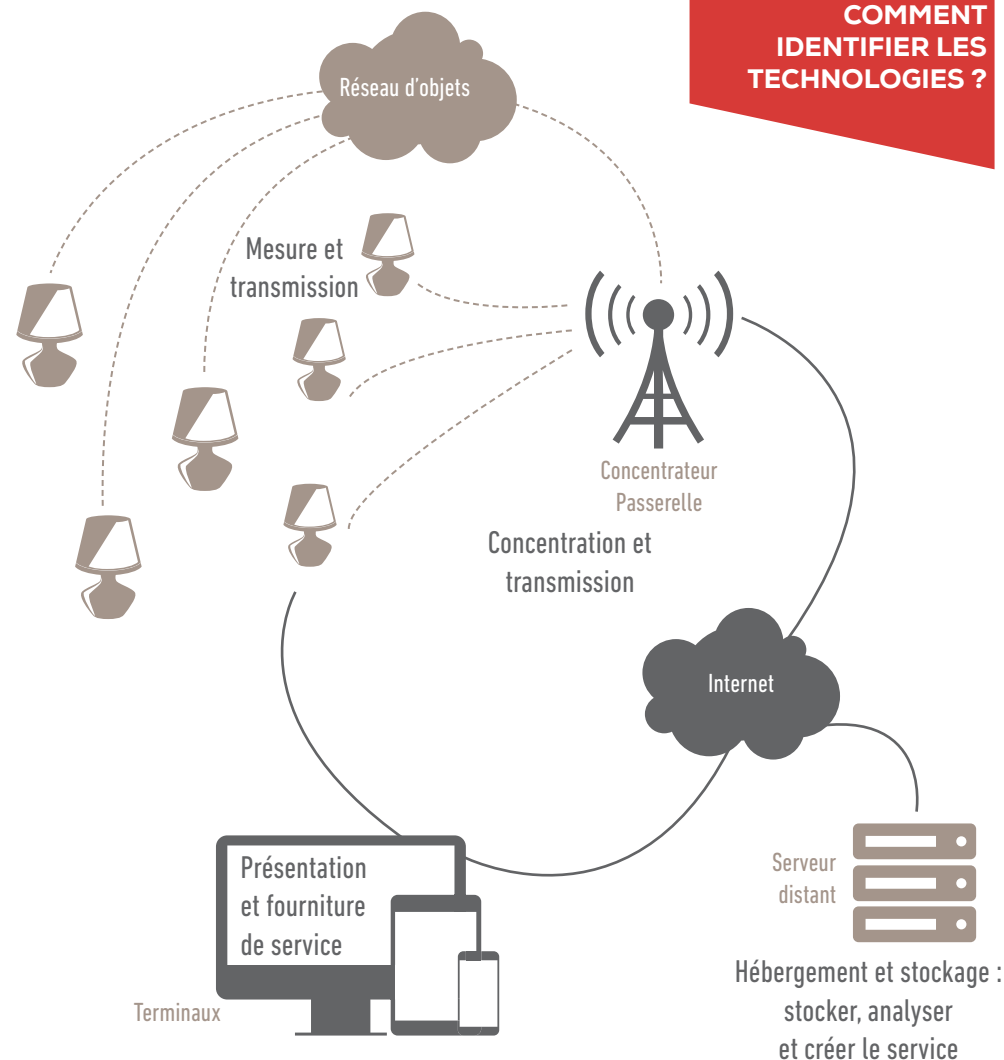 COMMENT
IDENTIFIER LES
TECHNOLOGIES ?
Réseau d’objets
Mesure et
transmission
Concentrateur
Passerelle
Concentration et
transmission
Internet
Présentation
et fourniture
de service
Terminaux
Serveur
distant
Hébergement et stockage :
stocker, analyser
et créer le service